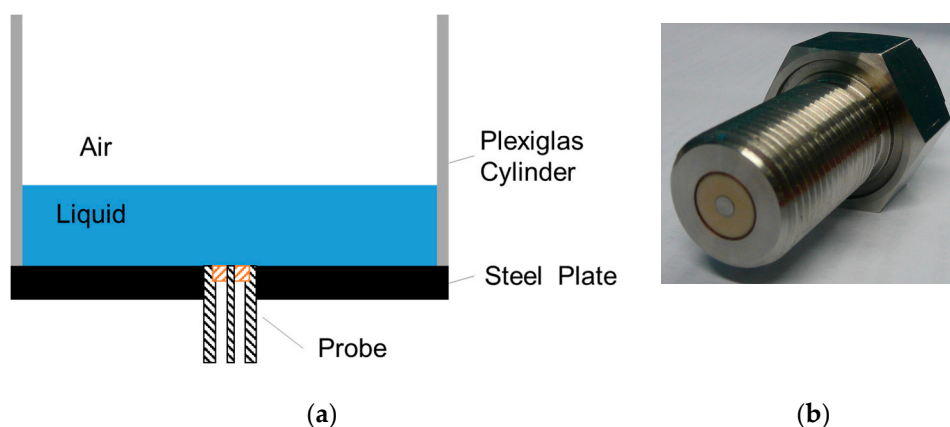 Air
Liquid
Plexiglas
Cylinder
Steel Plate
Probe
(a)
(b)